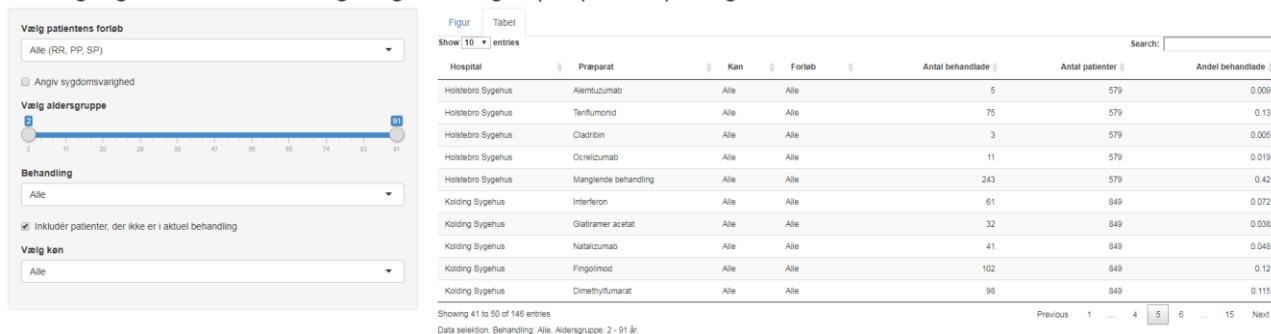 Vælg patientens forløb
Alle (RR, PP, SP)
Angiv sygdomsvarighed
Vælg aldersgruppe
2 91
2 11 20 29 38 47 56 65 74 83 91
Behandling
Alle
Inkludér patienter, der ikke er i aktuel behandling
Vælg køn
Alle
Figur Tabel
Show 10 entries
Search:
Hospital Præparat Køn Forløb Antal behandlede Antal patienter Andel behandlede
Holstebro Sygehus Alemtuzumab Alle Alle 5 579 0.009
Holstebro Sygehus Teriflumonid Alle Alle 75 579 0.13
Holstebro Sygehus Cladribin Alle Alle 3 579 0.005
Holstebro Sygehus Ocrelizumab Alle Alle 11 579 0.019
Holstebro Sygehus Manglende behandling Alle Alle 243 579 0.42
Kolding Sygehus Interferon Alle Alle 61 849 0.072
Kolding Sygehus Glatiramer acetat Alle Alle 32 849 0.038
Kolding Sygehus Natalizumab Alle Alle 41 849 0.048
Kolding Sygehus Fingolimod Alle Alle 102 849 0.12
Kolding Sygehus Dimethylfumarat Alle Alle 98 849 0.115
Showing 41 to 50 of 146 entries
Previous 1 ... 4 5 6 ... 15 Next
Data selektion. Behandling: Alle. Aldersgruppe: 2 - 91 år.